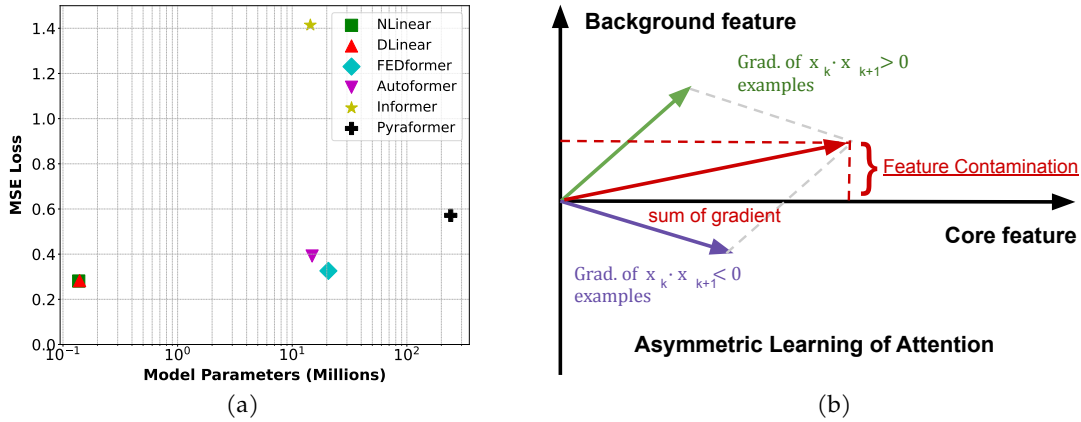 1.4
1.2
1.0
0.8
0.6
0.4
0.2
0.0
MSE Loss
NLinear
DLinear
FEDformer
Autoformer
Informer
Pyraformer
10⁻¹ 10⁰ 10¹ 10²
Model Parameters (Millions)
(a)
Background feature
Grad. of x k · x k+1 > 0
examples
Feature Contamination
sum of gradient
Core feature
Grad. of x k · x k+1 < 0
examples
Asymmetric Learning of Attention
(b)